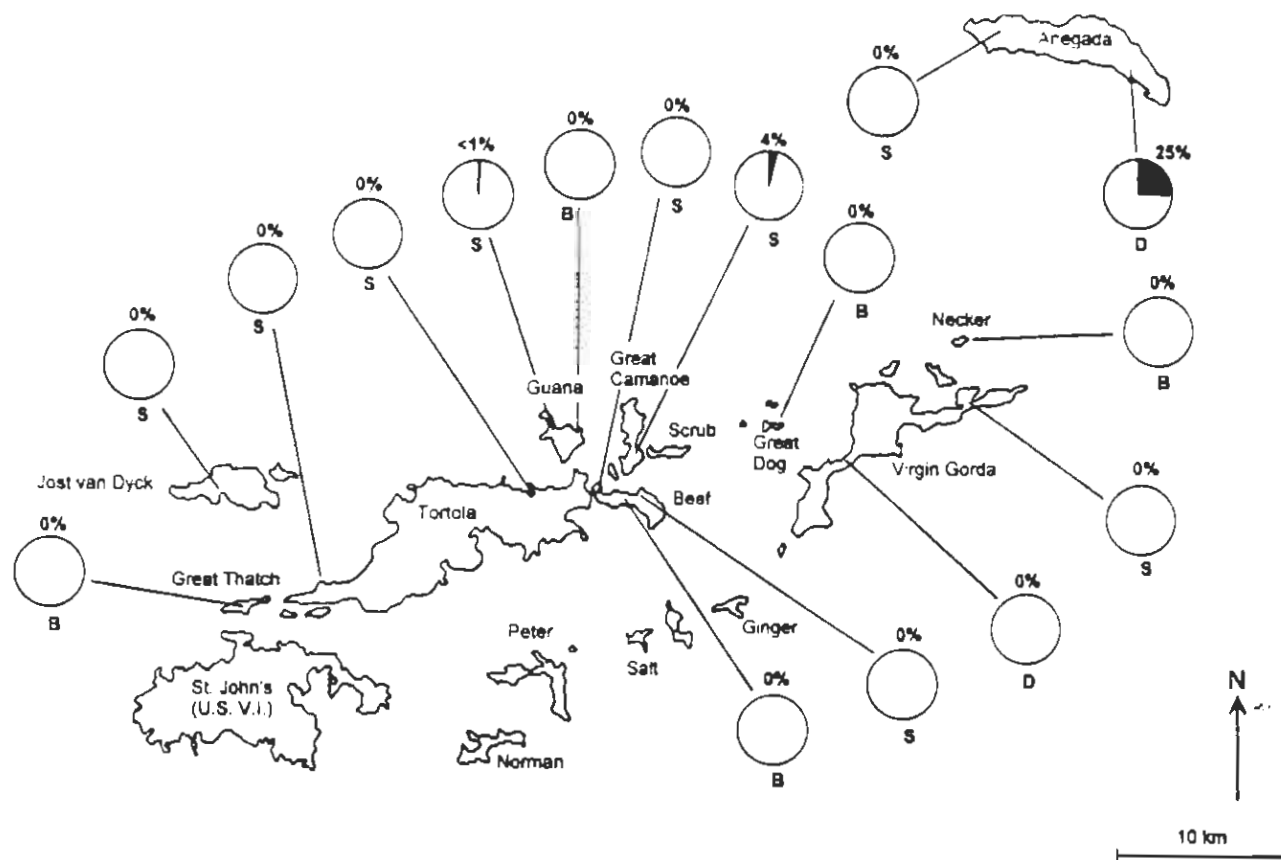 0%
Anegada
S
25%
D
0%
S
4%
S
0%
B
<1%
S
0%
S
0%
S
0%
S
0%
B
0%
B
Necker
Great
Camanoe
Guana
Scrub
Great
Dog
Virgin Gorda
Jost van Dyck
Tortola
Beef
0%
S
0%
B
Great Thatch
Peter
Salt
Ginger
0%
D
0%
S
0%
B
St. John's
(U.S. V.I.)
Norman
N
10 km